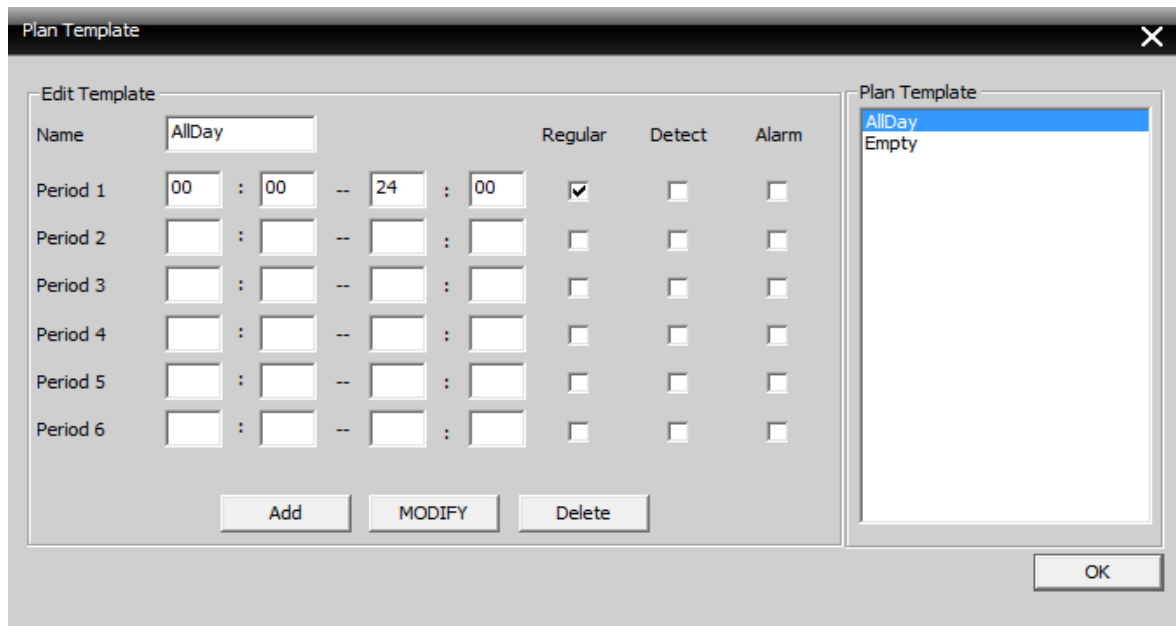 Plan Template
Edit Template
Name AllDay Regular Detect Alarm
Period 1 00 : 00 -- 24 : 00
Period 2 : -- :
Period 3 : -- :
Period 4 : -- :
Period 5 : -- :
Period 6 : -- :
Add MODIFY Delete
Plan Template
AllDay
Empty
OK